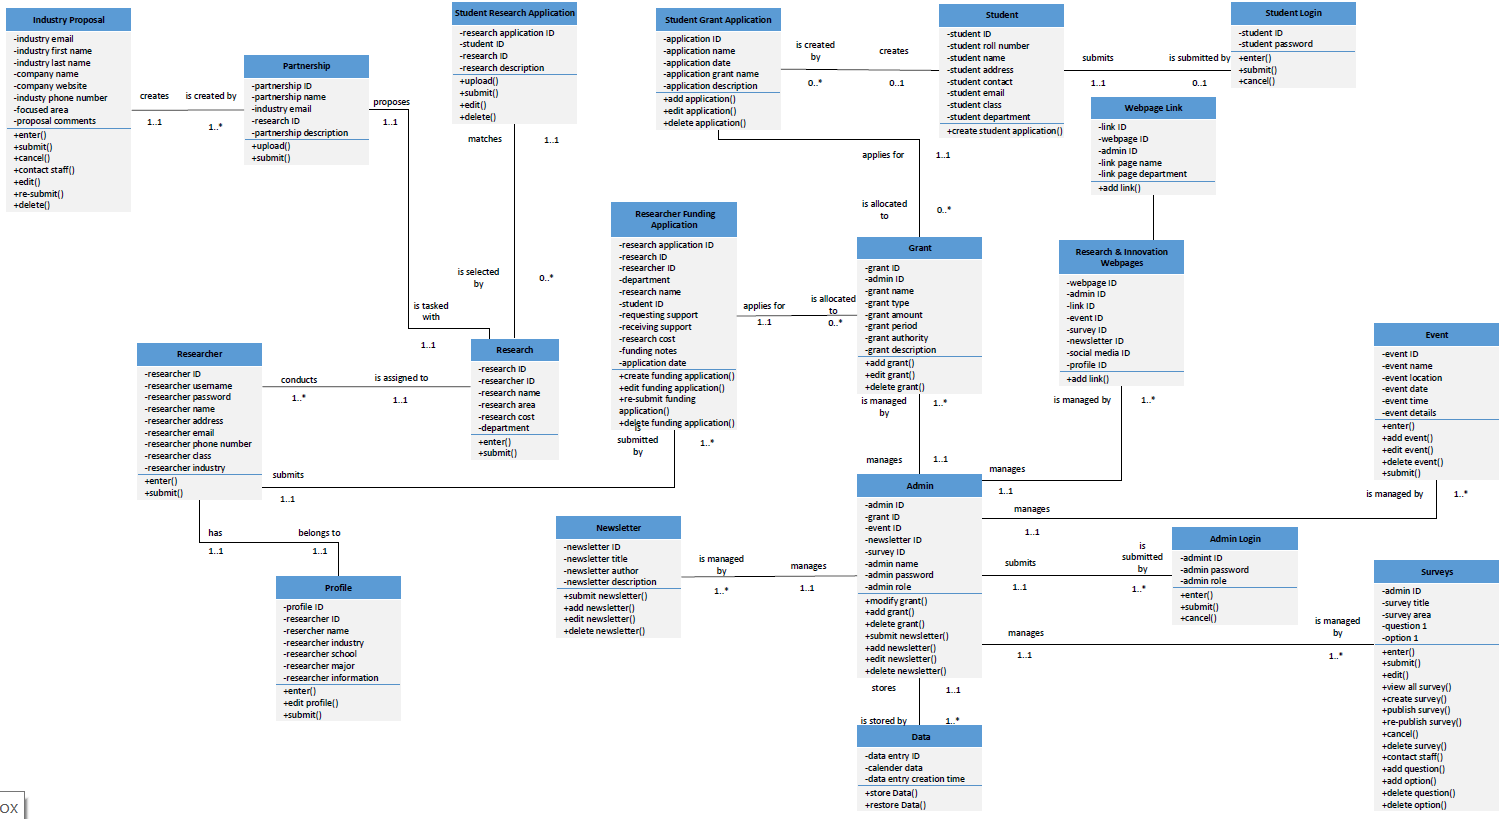 Industry Proposal
-industry email
-industry first name
-industry last name
-company name
-company website
-industy phone number
-focused area
-proposal comments
+enter()
+submit()
+cancel()
+contact staff()
+edit()
+re-submit()
+delete()
creates
1..1
is created by
1..*
Partnership
-partnership ID
-partnership name
-industry email
-research ID
-partnership description
+upload()
+submit()
proposes
1..1
is tasked
with
1..1
Student Research Application
-research application ID
-student ID
-research ID
-research description
+upload()
+submit()
+edit()
+delete()
matches
1..1
is selected
by
0..*
Student Grant Application
-application ID
-application name
-application date
-application grant name
-application description
+add application()
+edit application()
+delete application()
is created
by
0..*
creates
0..1
Student
-student ID
-student roll number
-student name
-student address
-student contact
-student email
-student class
-student department
+create student application()
submits
1..1
is submitted by
0..1
Student Login
-student ID
-student password
+enter()
+submit()
+cancel()
Webpage Link
-link ID
-webpage ID
-admin ID
-link page name
-link page department
+add link()
applies for
1..1
is allocated
to
0..*
Researcher Funding
Application
-research application ID
-research ID
-researcher ID
-department
-research name
-student ID
-requesting support
-receiving support
-research cost
-funding notes
-application date
+create funding application()
+edit funding application()
+re-submit funding
application()
+delete funding application()
is
submitted
by
1..*
applies for
1..1
is allocated
to
0..*
Grant
-grant ID
-admin ID
-grant name
-grant type
-grant amount
-grant period
-grant authority
-grant description
+add grant()
+edit grant()
+delete grant()
is managed
by
1..*
manages
1..1
Research & Innovation
Webpages
-webpage ID
-admin ID
-link ID
-event ID
-survey ID
-newsletter ID
-social media ID
-profile ID
+add link()
is managed by
1..*
manages
1..1
Event
-event ID
-event name
-event location
-event date
-event time
-event details
+enter()
+add event()
+edit event()
+delete event()
+submit()
is managed by
1..*
manages
1..1
Researcher
-researcher ID
-researcher username
-researcher password
-researcher name
-researcher address
-researcher email
-researcher phone number
-researcher class
-researcher industry
+enter()
+submit()
conducts
1..*
is assigned to
1..1
Research
-research ID
-researcher ID
-research name
-research area
-research cost
-department
+enter()
+submit()
submits
1..1
has
1..1
belongs to
1..1
Profile
-profile ID
-researcher ID
-resercher name
-researcher industry
-researcher school
-researcher major
-researcher information
+enter()
+edit profile()
+submit()
Newsletter
-newsletter ID
-newsletter title
-newsletter author
-newsletter description
+submit newsletter()
+add newsletter()
+edit newsletter()
+delete newsletter()
is managed
by
1..*
manages
1..1
Admin
-admin ID
-grant ID
-event ID
-newsletter ID
-survey ID
-admin name
-admin password
-admin role
+modify grant()
+add grant()
+delete grant()
+submit newsletter()
+add newsletter()
+edit newsletter()
+delete newsletter()
submits
1..1
is
submitted
by
1..*
Admin Login
-admint ID
-admin password
-admin role
+enter()
+submit()
+cancel()
manages
1..1
is managed
by
1..*
Surveys
-admin ID
-survey title
-survey area
-question 1
-option 1
+enter()
+submit()
+edit()
+view all survey()
+create survey()
+publish survey()
+re-publish survey()
+cancel()
+delete survey()
+contact staff()
+add question()
+add option()
+delete question()
+delete option()
stores
1..1
is stored by
1..*
Data
-data entry ID
-calender data
-data entry creation time
+store Data()
+restore Data()
ox